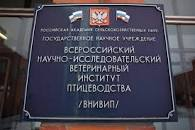 РОССИЙСКАЯ АКАДЕМИЯ СЕЛЬСКОХОЗЯЙСТВЕННЫХ НАУК
ГОСУДАРСТВЕННОЕ НАУЧНОЕ УЧРЕЖДЕНИЕ
ВСЕРОССИЙСКИЙ
НАУЧНО-ИССЛЕДОВАТЕЛЬСКИЙ
ВЕТЕРИНАРНЫЙ
ИНСТИТУТ
ПТИЦЕВОДСТВА
/ВНИВИП/